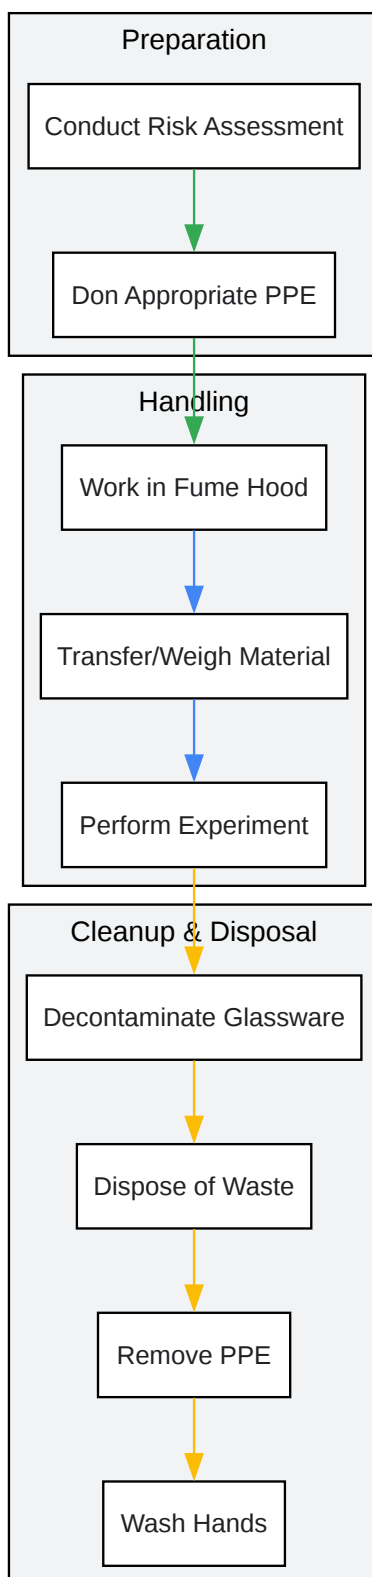 Preparation
Conduct Risk Assessment
Don Appropriate PPE
Handling
Work in Fume Hood
Transfer/Weigh Material
Perform Experiment
Cleanup & Disposal
Decontaminate Glassware
Dispose of Waste
Remove PPE
Wash Hands